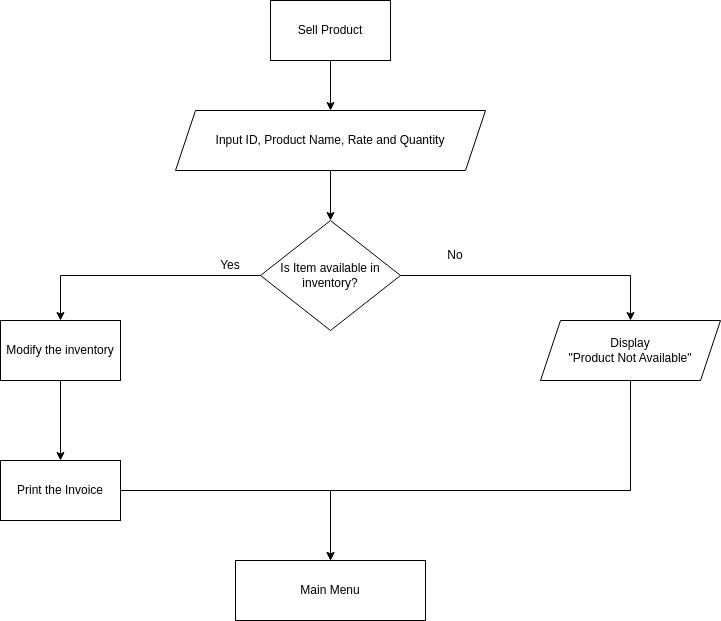 Sell Product
Input ID, Product Name, Rate and Quantity
Is Item available in
inventory?
Yes
No
Modify the inventory
Display
"Product Not Available"
Print the Invoice
Main Menu